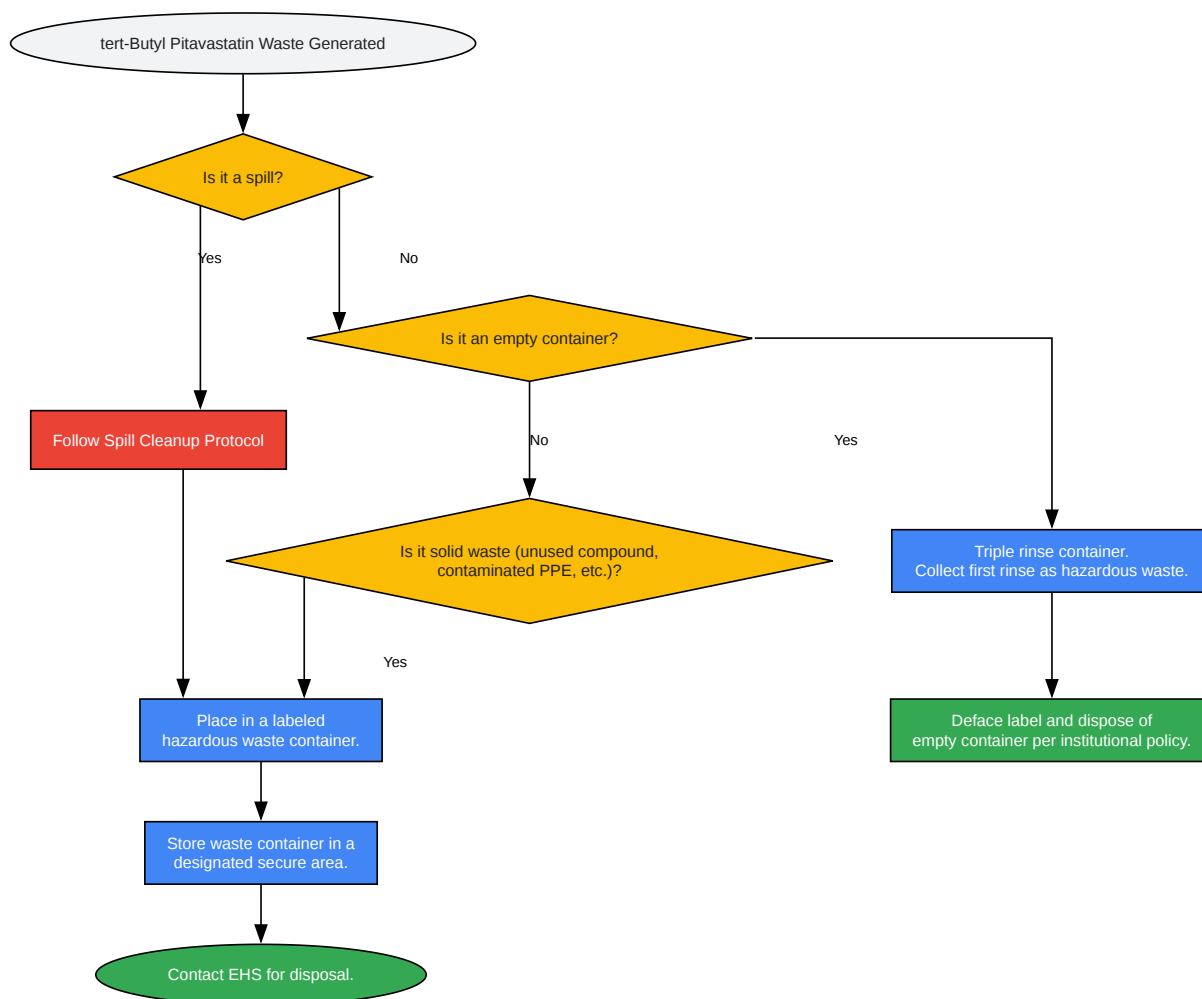 tert-Butyl Pitavastatin Waste Generated
Is it a spill?
Yes
No
Is it an empty container?
Follow Spill Cleanup Protocol
No
Yes
Is it solid waste (unused compound,
contaminated PPE, etc.)?
Triple rinse container.
Collect first rinse as hazardous waste.
Yes
Place in a labeled
hazardous waste container.
Deface label and dispose of
empty container per institutional policy.
Store waste container in a
designated secure area.
Contact EHS for disposal.